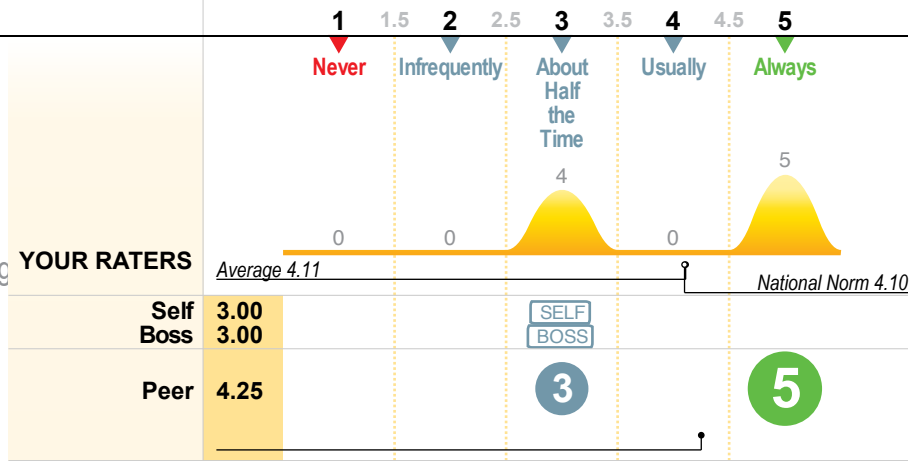 1 1.5 2 2.5 3 3.5 4 4.5 5
Never Infrequently About Usually Always
Half
the
Time
5
4
0 0 0
g YOUR RATERS
Average 4.11
National Norm 4.10
Self 3.00 SELF
Boss 3.00 BOSS
Peer 4.25 3 5